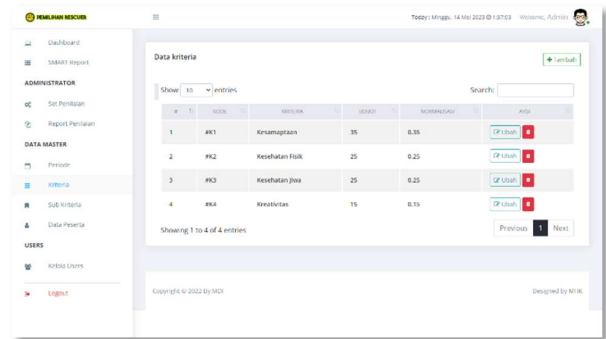 PEMILIHAN RESCUER
Today : Minggu, 14 Mei 2023 @ 1:37:03 Welcome, Admin
Dashboard
SMART Report
ADMINISTRATOR
Set Penilaian
Report Penilaian
DATA MASTER
Periode
Kriteria
Sub Kriteria
Data Peserta
USERS
Kelola Users
Logout
Data kriteria
+ Tambah
Show 10 entries
Search:
# KODE KRITERIA BOBOT NORMALISASI AKSI
1 #K1 Kesamaptaan 35 0.35 Ubah
2 #K2 Kesehatan Fisik 25 0.25 Ubah
3 #K3 Kesehatan Jiwa 25 0.25 Ubah
4 #K4 Kreativitas 15 0.15 Ubah
Showing 1 to 4 of 4 entries
Previous 1 Next
Copyright © 2022 by MDI
Designed by